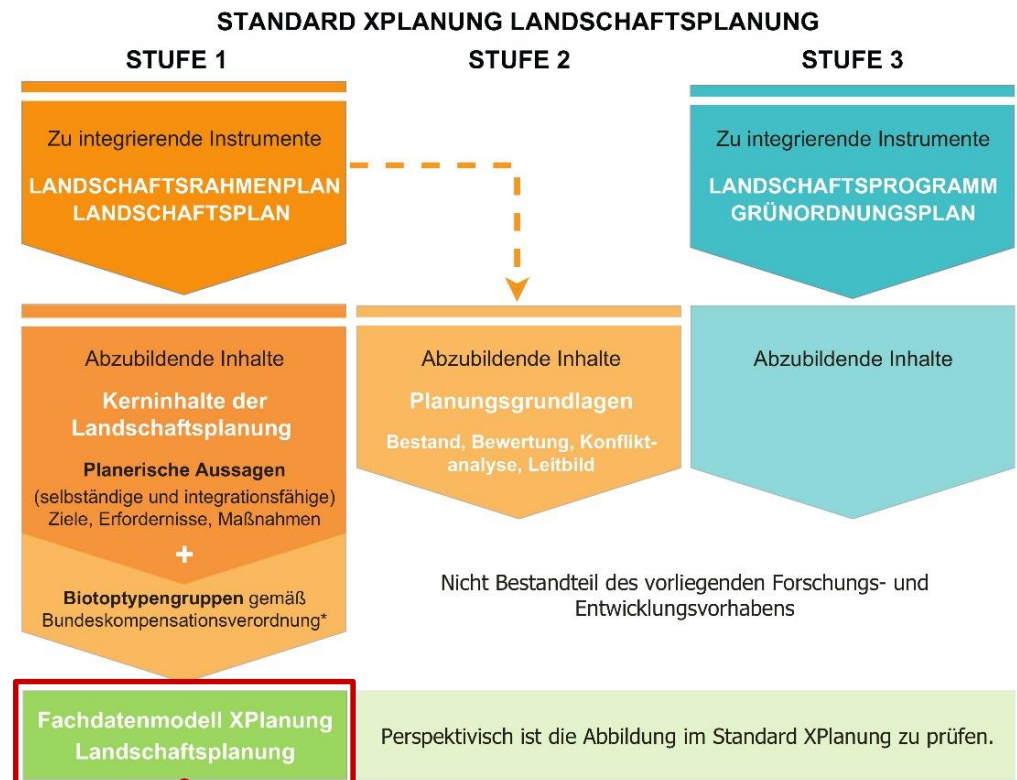 STANDARD XPLANUNG LANDSCHAFTSPLANUNG
STUFE 1
STUFE 2
STUFE 3
Zu integrierende Instrumente
LANDSCHAFTSRAHMENPLAN
LANDSCHAFTSPLAN
Zu integrierende Instrumente
LANDSCHAFTSPROGRAMM
GRÜNORDNUNGSPLAN
Abzubildende Inhalte
Kerninhalte der
Landschaftsplanung
Planerische Aussagen
(selbständige und integrationsfähige)
Ziele, Erfordernisse, Maßnahmen
+
Biotoptypengruppen gemäß
Bundeskompensationsverordnung*
Abzubildende Inhalte
Planungsgrundlagen
Bestand, Bewertung, Konflikt-
analyse, Leitbild
Abzubildende Inhalte
Nicht Bestandteil des vorliegenden Forschungs- und
Entwicklungsvorhabens
Fachdatenmodell XPlanung
Landschaftsplanung
Perspektivisch ist die Abbildung im Standard XPlanung zu prüfen.